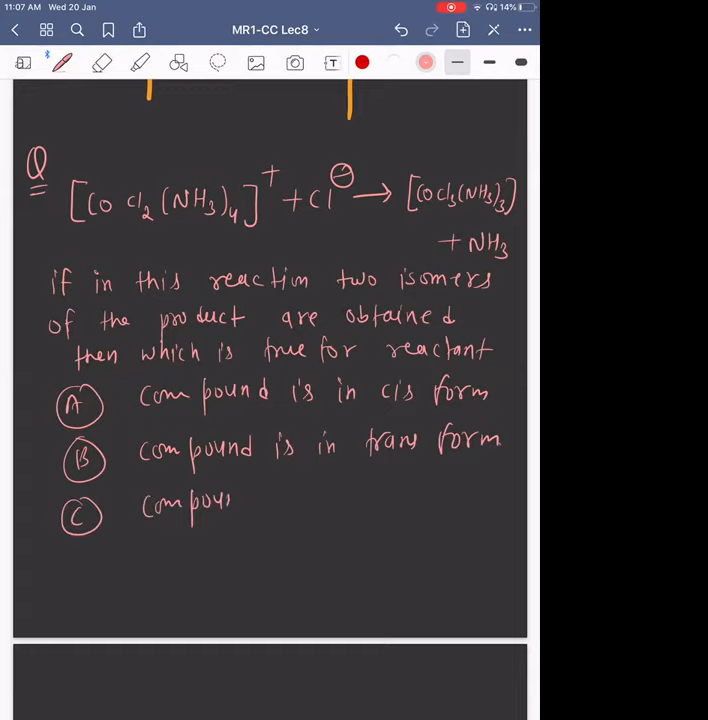 11:07 AM Wed 20 Jan
14%
MR1-CC Lec8
T
Q
[Co Cl2 (NH3)4]+ + Cl⊖ → [CoCl3(NH3)3]
+ NH3
if in this reaction two isomers
of the product are obtained
then which is true for reactant
A compound is in cis form
B compound is in trans form
C compou